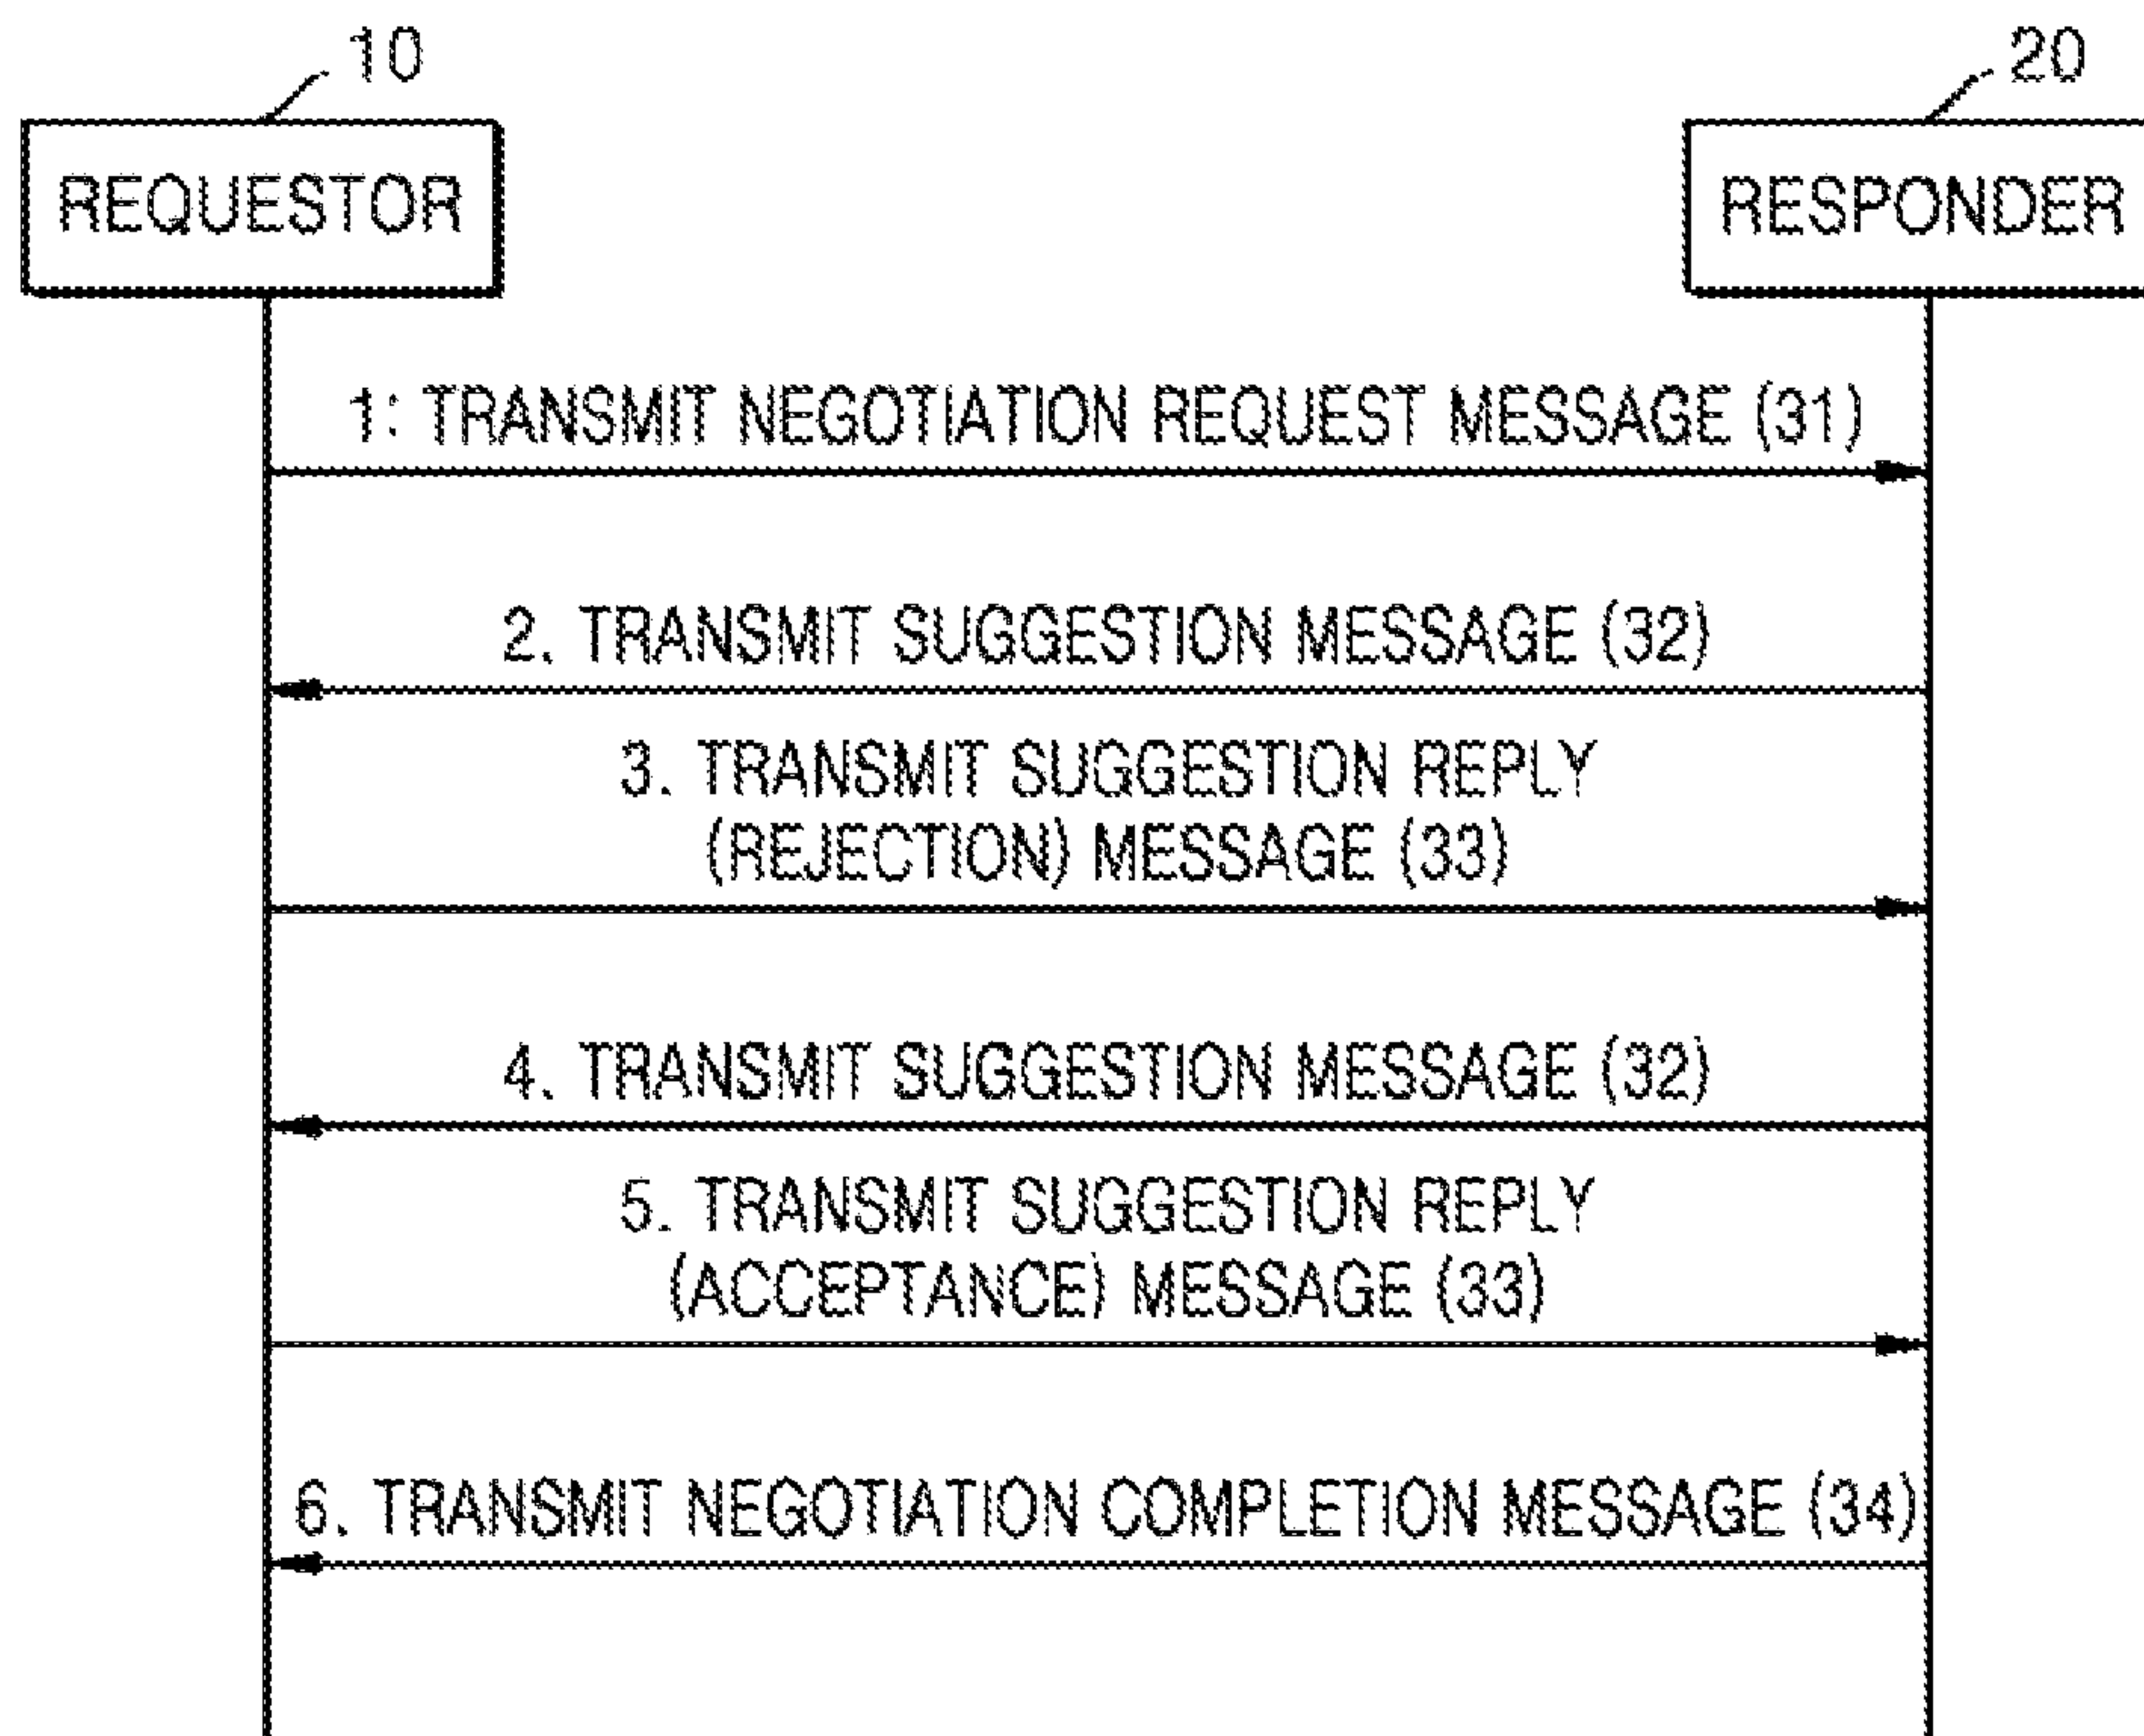 10
20
REQUESTOR
RESPONDER
1: TRANSMIT NEGOTIATION REQUEST MESSAGE (31)
2. TRANSMIT SUGGESTION MESSAGE (32)
3. TRANSMIT SUGGESTION REPLY
(REJECTION) MESSAGE (33)
4. TRANSMIT SUGGESTION MESSAGE (32)
5. TRANSMIT SUGGESTION REPLY
(ACCEPTANCE) MESSAGE (33)
6. TRANSMIT NEGOTIATION COMPLETION MESSAGE (34)